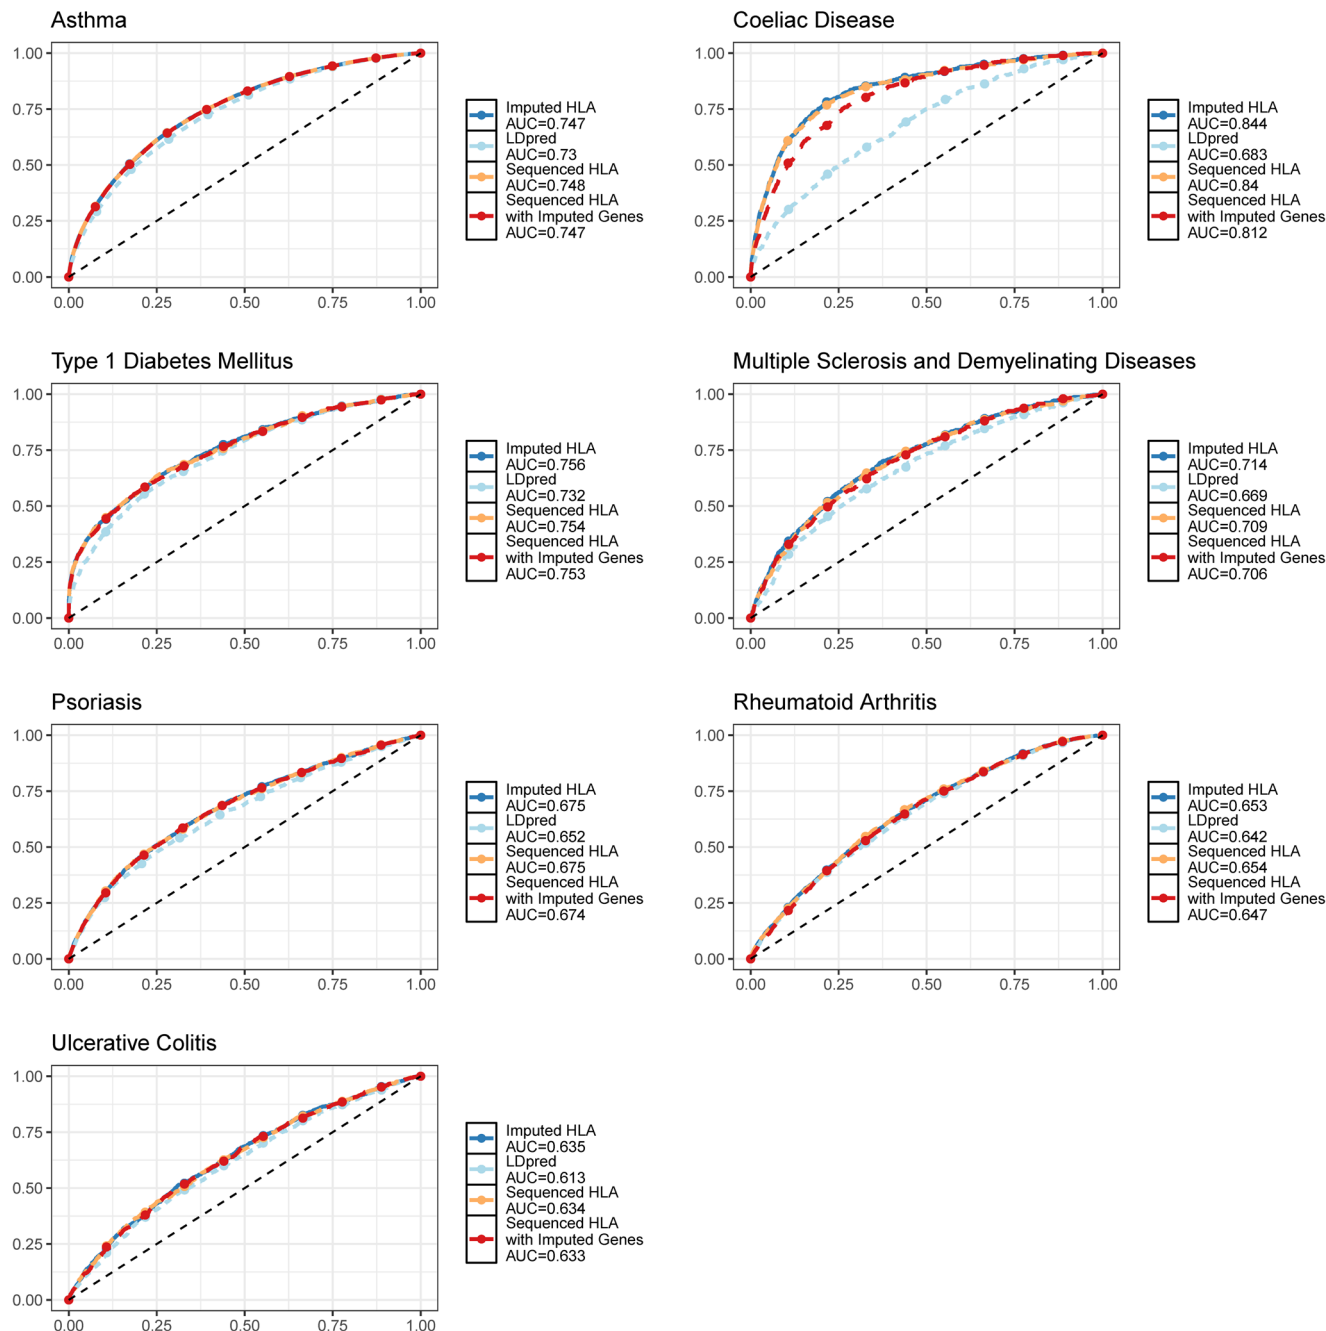 Asthma
1.00
0.75
0.50
0.25
0.00
0.00 0.25 0.50 0.75 1.00
Imputed HLA
AUC=0.747
LDpred
AUC=0.73
Sequenced HLA
AUC=0.748
Sequenced HLA
with Imputed Genes
AUC=0.747
Coeliac Disease
1.00
0.75
0.50
0.25
0.00
0.00 0.25 0.50 0.75 1.00
Imputed HLA
AUC=0.844
LDpred
AUC=0.683
Sequenced HLA
AUC=0.84
Sequenced HLA
with Imputed Genes
AUC=0.812
Type 1 Diabetes Mellitus
1.00
0.75
0.50
0.25
0.00
0.00 0.25 0.50 0.75 1.00
Imputed HLA
AUC=0.756
LDpred
AUC=0.732
Sequenced HLA
AUC=0.754
Sequenced HLA
with Imputed Genes
AUC=0.753
Multiple Sclerosis and Demyelinating Diseases
1.00
0.75
0.50
0.25
0.00
0.00 0.25 0.50 0.75 1.00
Imputed HLA
AUC=0.714
LDpred
AUC=0.669
Sequenced HLA
AUC=0.709
Sequenced HLA
with Imputed Genes
AUC=0.706
Psoriasis
1.00
0.75
0.50
0.25
0.00
0.00 0.25 0.50 0.75 1.00
Imputed HLA
AUC=0.675
LDpred
AUC=0.652
Sequenced HLA
AUC=0.675
Sequenced HLA
with Imputed Genes
AUC=0.674
Rheumatoid Arthritis
1.00
0.75
0.50
0.25
0.00
0.00 0.25 0.50 0.75 1.00
Imputed HLA
AUC=0.653
LDpred
AUC=0.642
Sequenced HLA
AUC=0.654
Sequenced HLA
with Imputed Genes
AUC=0.647
Ulcerative Colitis
1.00
0.75
0.50
0.25
0.00
0.00 0.25 0.50 0.75 1.00
Imputed HLA
AUC=0.635
LDpred
AUC=0.613
Sequenced HLA
AUC=0.634
Sequenced HLA
with Imputed Genes
AUC=0.633